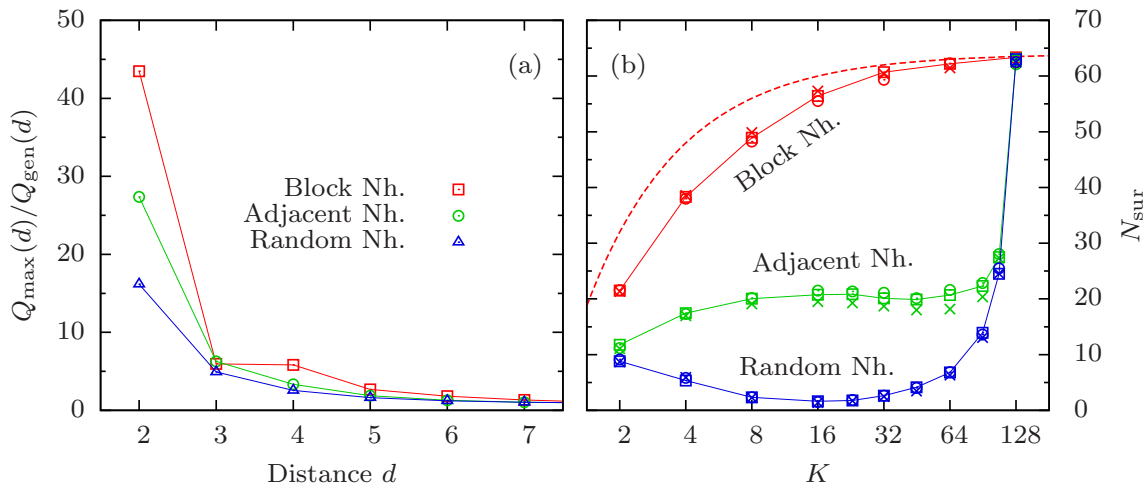 50
40
30
20
10
0
2
3
4
5
6
7
Distance d
Q_max(d)/Q_gen(d)
(a)
Block Nh.
Adjacent Nh.
Random Nh.
(b)
Block Nh.
Adjacent Nh.
Random Nh.
2
4
8
16
32
64
128
K
70
60
50
40
30
20
10
0
N_sur